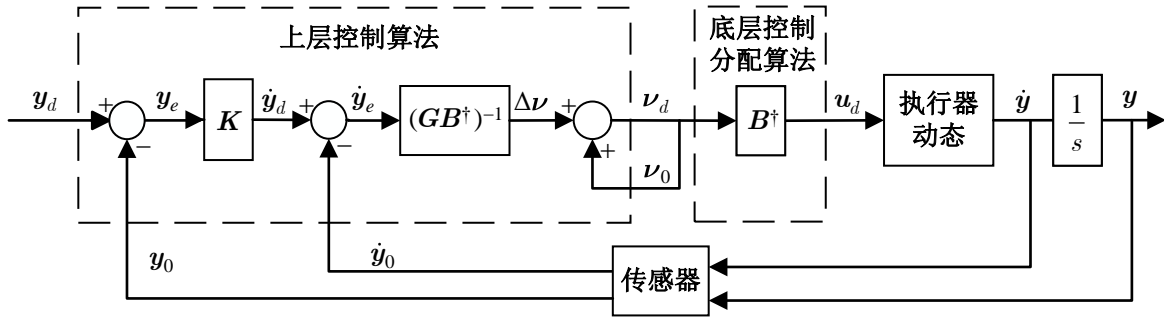 上层控制算法
底层控制
分配算法
y_d
+
−
y_e
K
ẏ_d
+
−
ẏ_e
(GB†)⁻¹
Δν
+
+
ν_d
ν_0
B†
u_d
执行器
动态
ẏ
1/s
y
y_0
ẏ_0
传感器